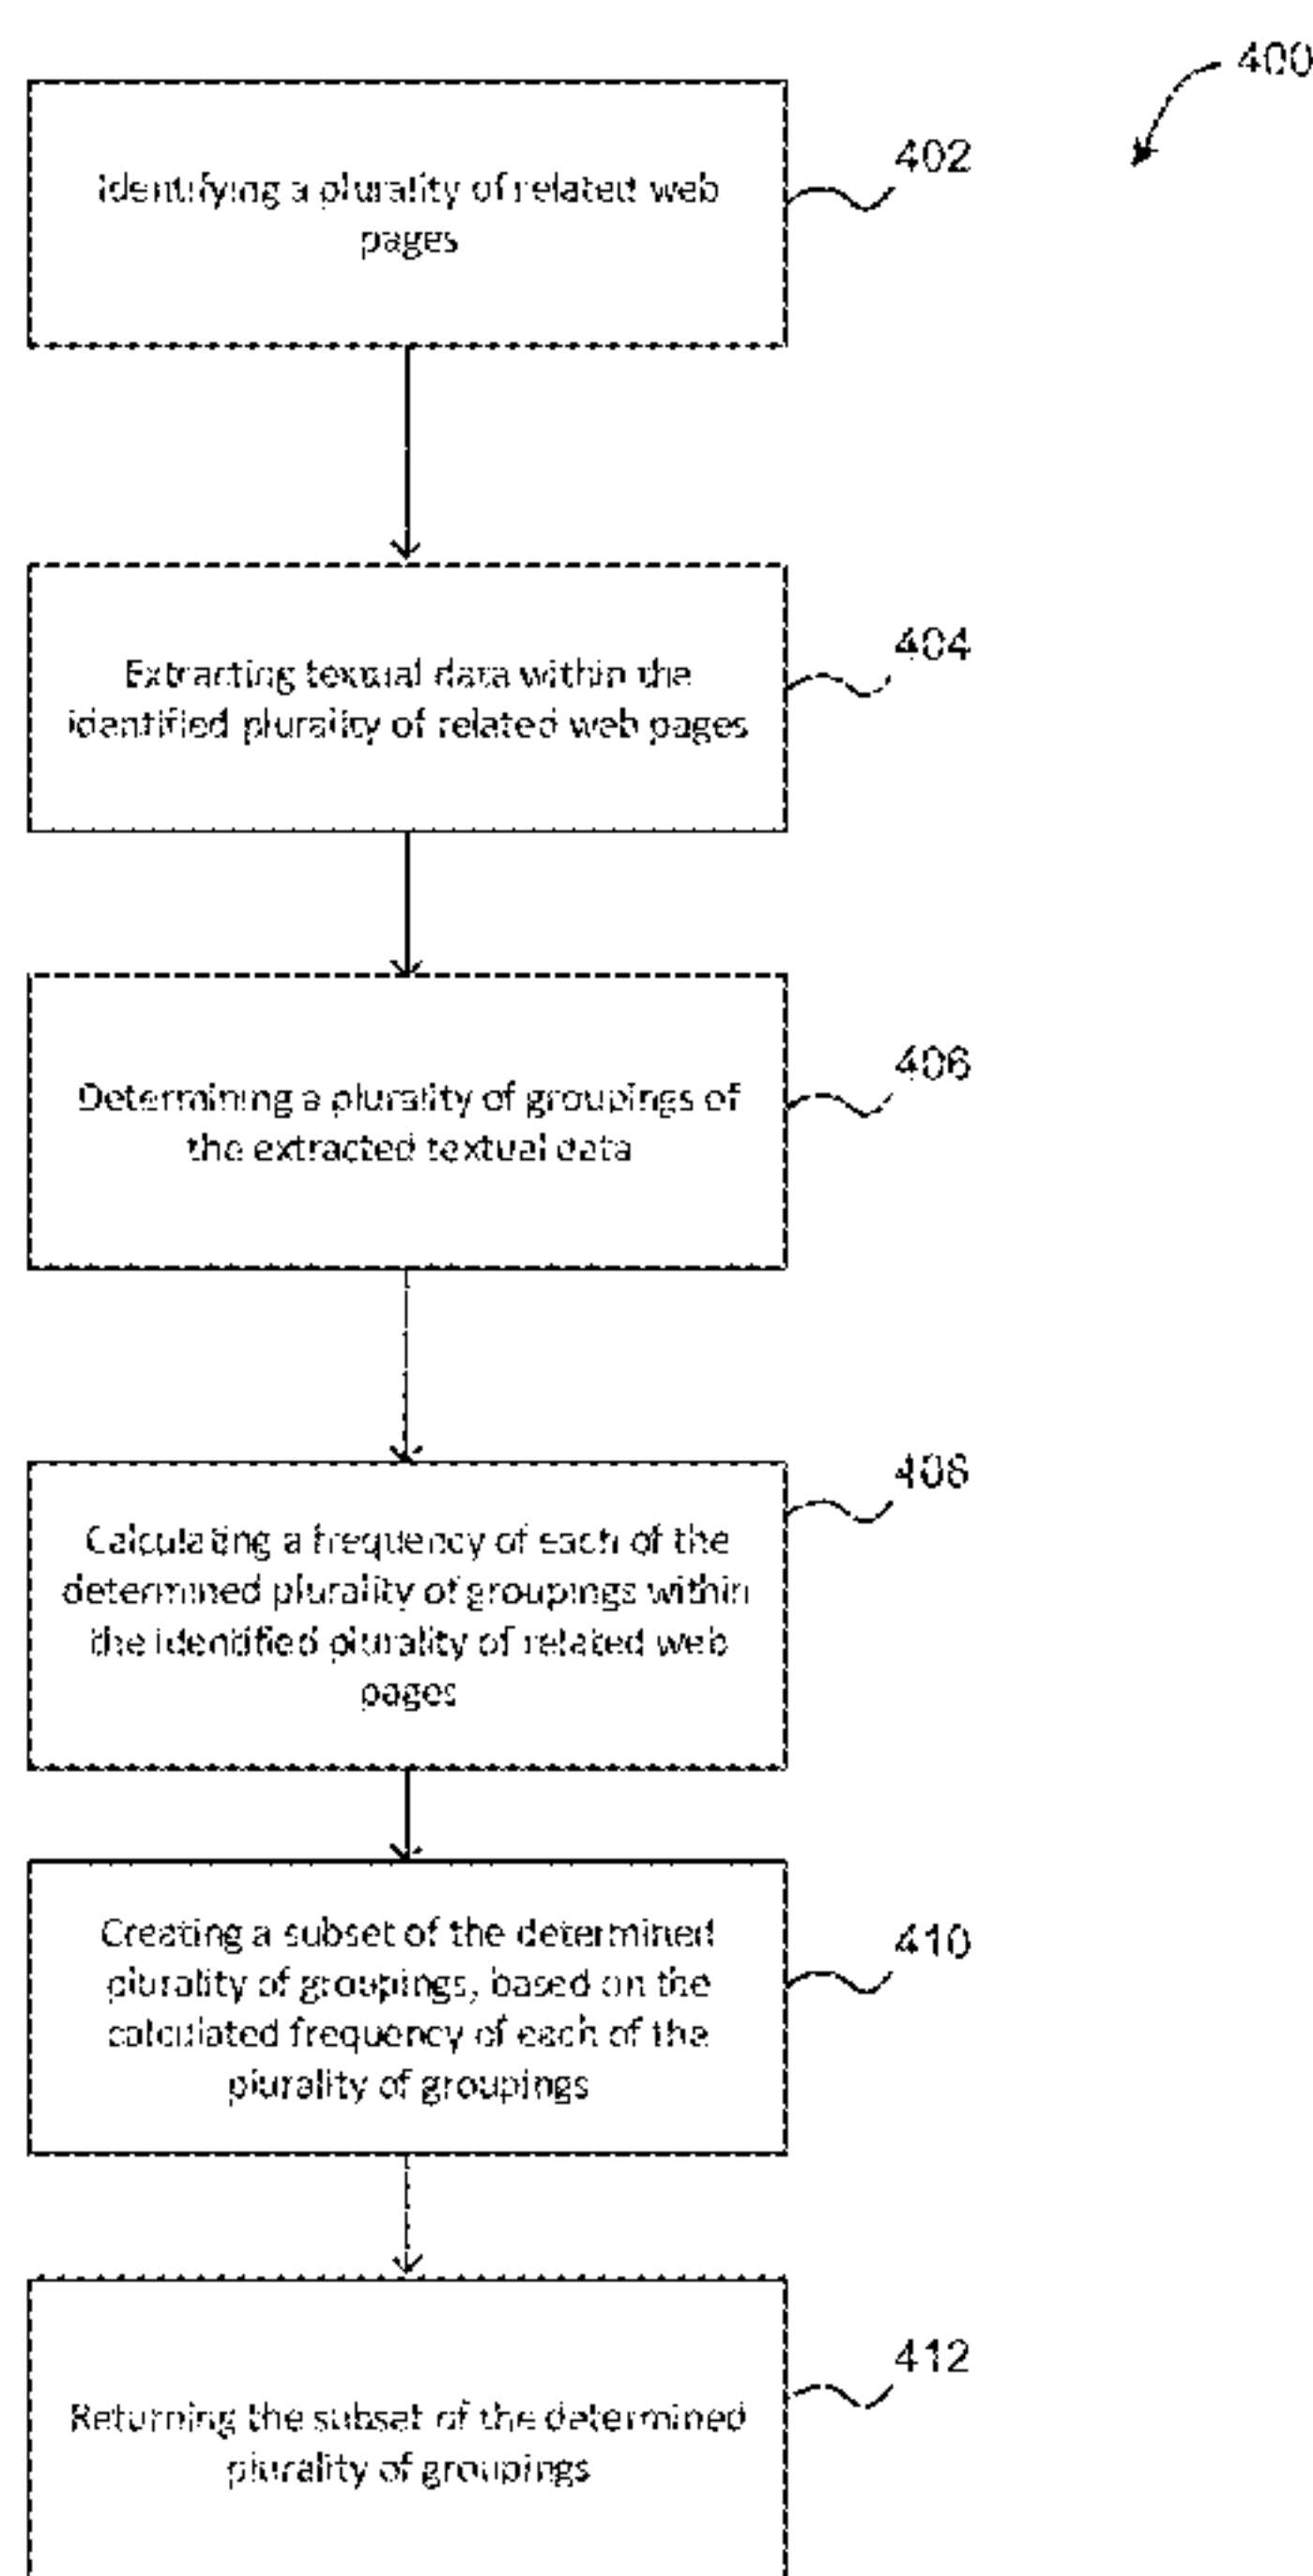 400
Identifying a plurality of related web
pages
402
Extracting textual data within the
identified plurality of related web pages
404
Determining a plurality of groupings of
the extracted textual data
406
Calculating a frequency of each of the
determined plurality of groupings within
the identified plurality of related web
pages
408
Creating a subset of the determined
plurality of groupings, based on the
calculated frequency of each of the
plurality of groupings
410
Returning the subset of the determined
plurality of groupings
412